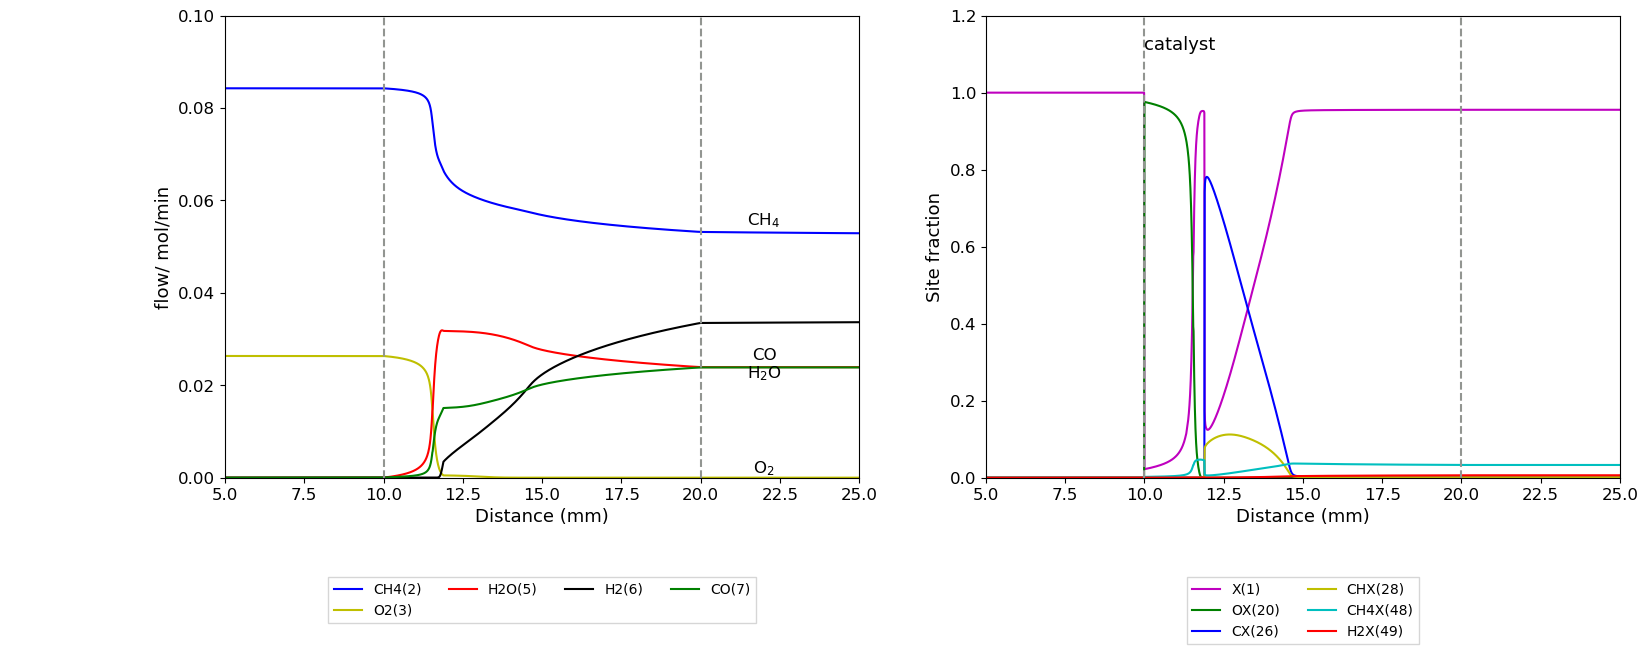 0.10
0.08
0.06
0.04
0.02
0.00
flow/ mol/min
CH4
CO
H2O
O2
5.0 7.5 10.0 12.5 15.0 17.5 20.0 22.5 25.0
Distance (mm)
CH4(2) H2O(5) H2(6) CO(7)
O2(3)
1.2
1.0
0.8
0.6
0.4
0.2
0.0
Site fraction
catalyst
5.0 7.5 10.0 12.5 15.0 17.5 20.0 22.5 25.0
Distance (mm)
X(1) CHX(28)
OX(20) CH4X(48)
CX(26) H2X(49)